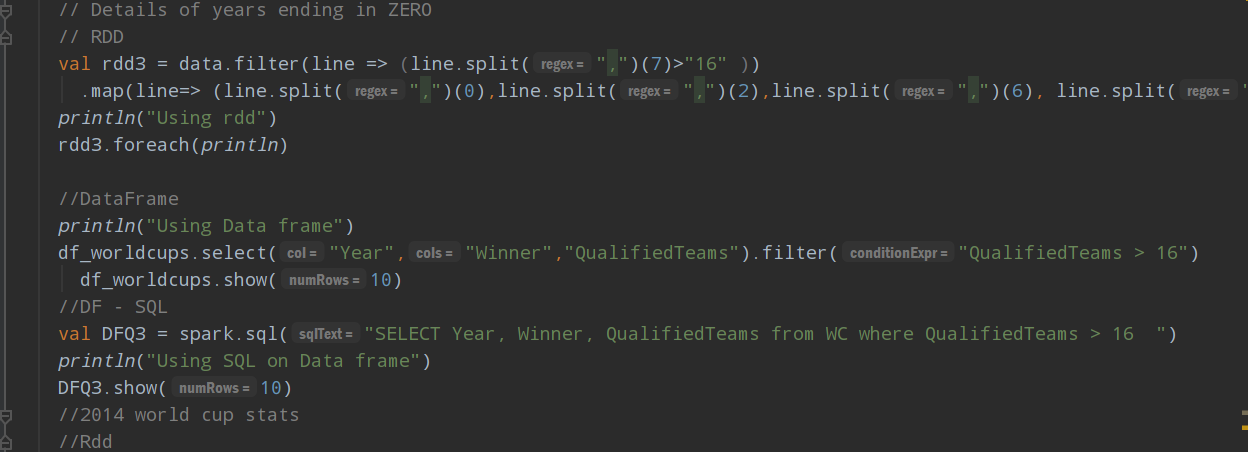 // Details of years ending in ZERO
// RDD
val rdd3 = data.filter(line => (line.split( regex = ",")(7)>"16" ))
.map(line=> (line.split( regex = ",")(0),line.split( regex = ",")(2),line.split( regex = ",")(6), line.split( regex = "
println("Using rdd")
rdd3.foreach(println)
//DataFrame
println("Using Data frame")
df_worldcups.select( col = "Year", cols = "Winner","QualifiedTeams").filter( conditionExpr = "QualifiedTeams > 16")
df_worldcups.show( numRows = 10)
//DF - SQL
val DFQ3 = spark.sql( sqlText = "SELECT Year, Winner, QualifiedTeams from WC where QualifiedTeams > 16  ")
println("Using SQL on Data frame")
DFQ3.show( numRows = 10)
//2014 world cup stats
//Rdd